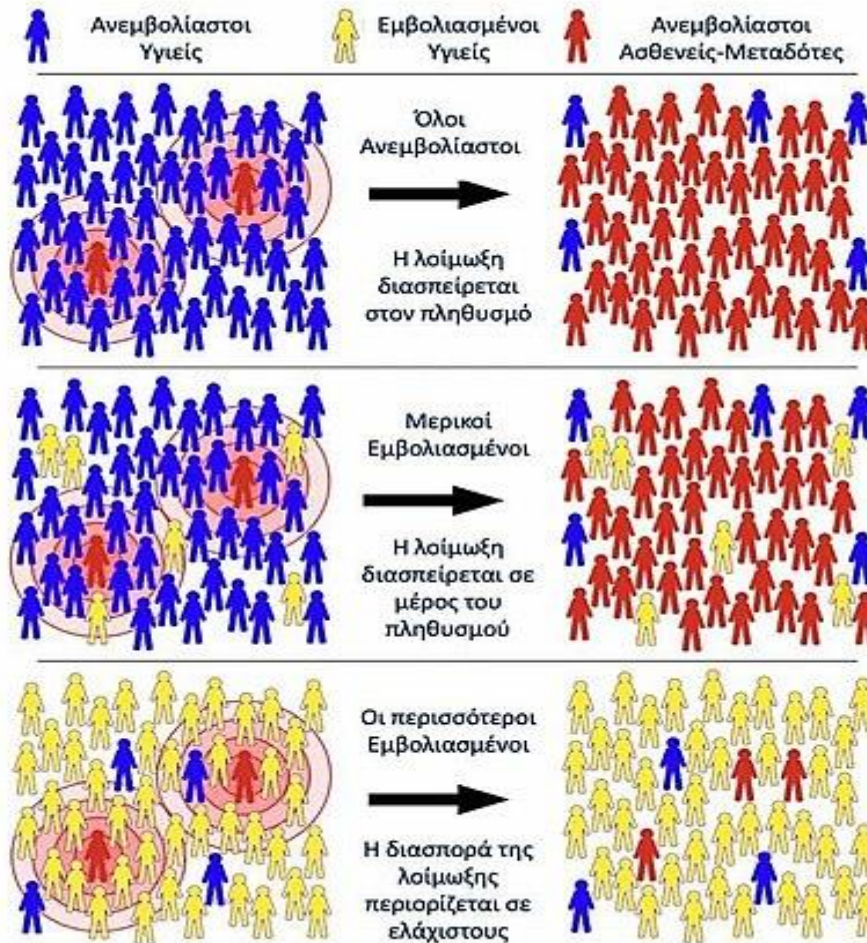 Ανεμβολίαστοι
Υγιείς
Εμβολιασμένοι
Υγιείς
Ανεμβολίαστοι
Ασθενείς-Μεταδότες
Όλοι
Ανεμβολίαστοι
Η λοίμωξη
διασπείρεται
στον πληθυσμό
Μερικοί
Εμβολιασμένοι
Η λοίμωξη
διασπείρεται σε
μέρος του
πληθυσμού
Οι περισσότεροι
Εμβολιασμένοι
Η διασπορά της
λοίμωξης
περιορίζεται σε
ελάχιστους